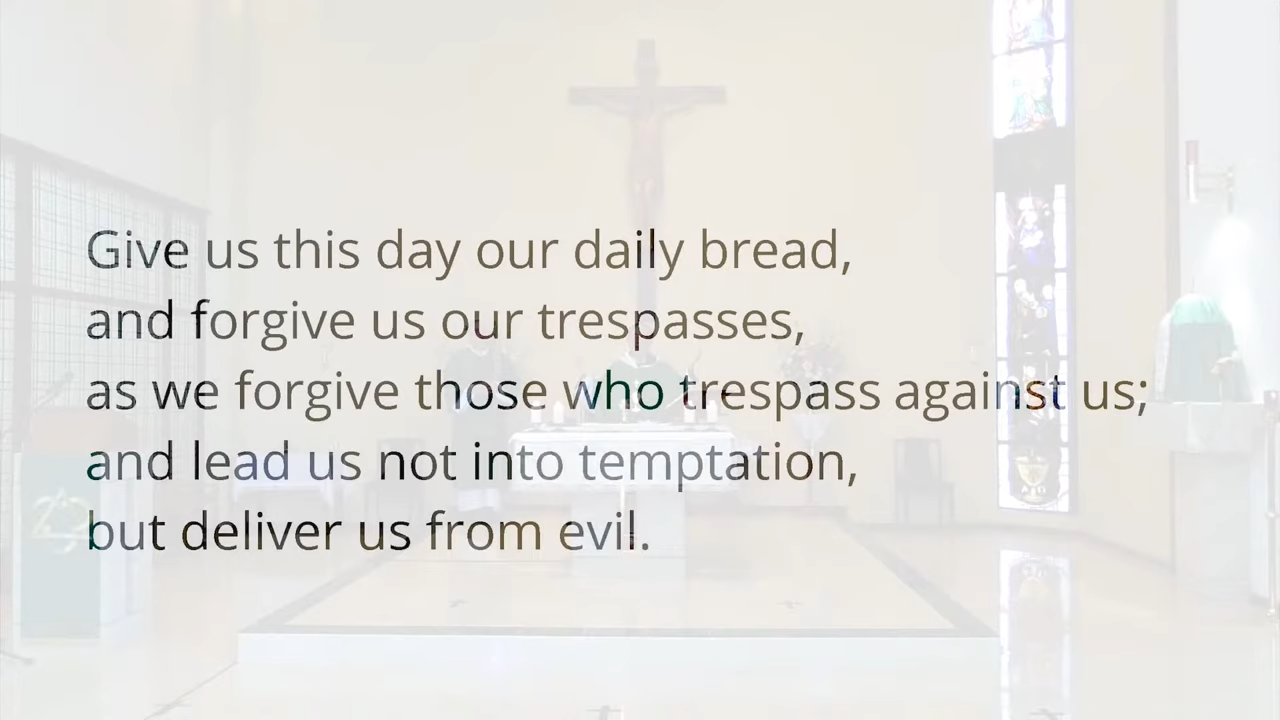 Give us this day our daily bread,
and forgive us our trespasses,
as we forgive those who trespass against us;
and lead us not into temptation,
but deliver us from evil.